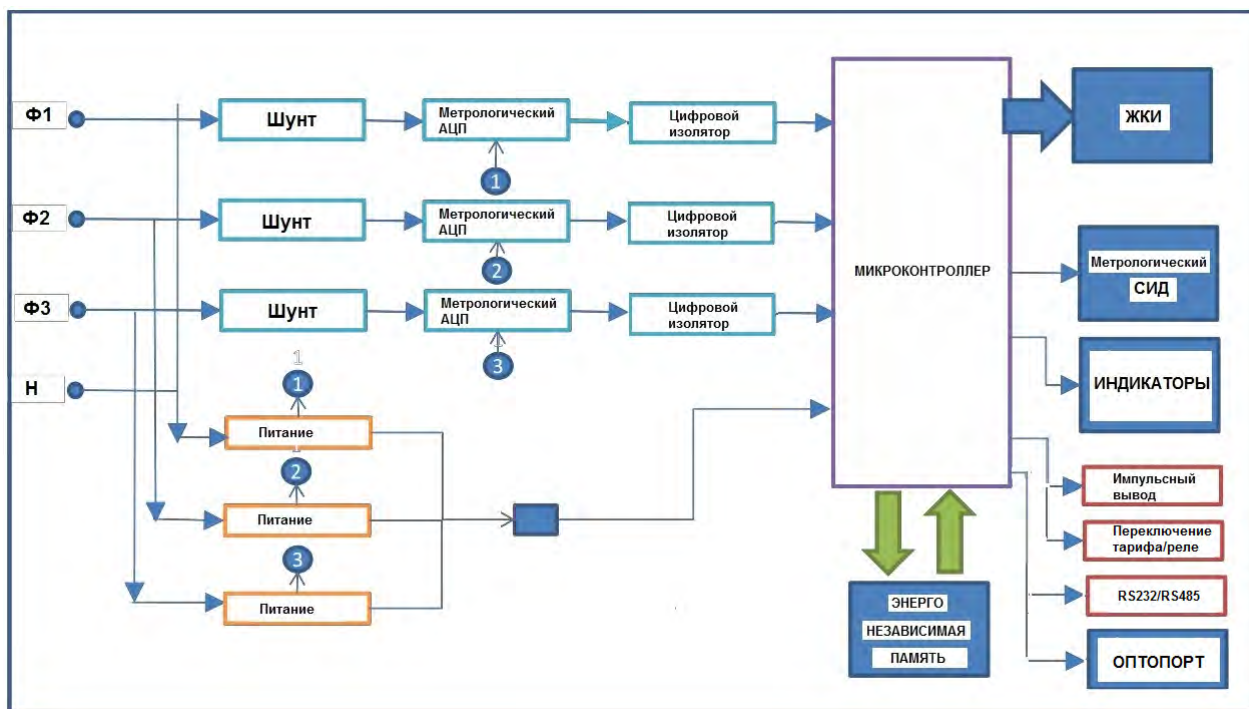 Ф1
Шунт
Метрологический
АЦП
Цифровой
изолятор
ЖКИ
1
Ф2
Шунт
Метрологический
АЦП
Цифровой
изолятор
МИКРОКОНТРОЛЛЕР
Метрологический
СИД
2
Ф3
Шунт
Метрологический
АЦП
Цифровой
изолятор
1
3
ИНДИКАТОРЫ
Н
1
Питание
2
Импульсный
вывод
Питание
Переключение
тарифа/реле
3
Питание
RS232/RS485
ЭНЕРГО
НЕЗАВИСИМАЯ
ПАМЯТЬ
ОПТОПОРТ